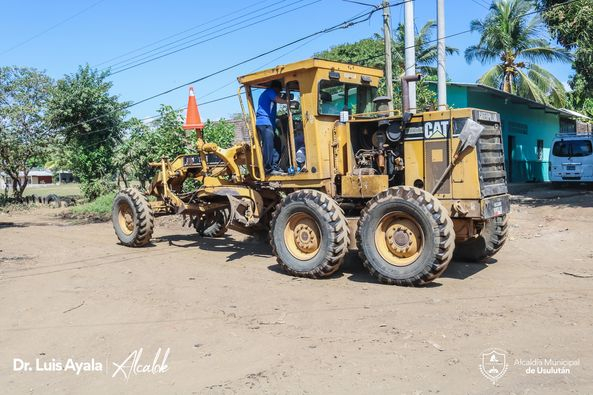 CAT
Dr. Luis Ayala
Alcalde
Alcaldía Municipal
de Usulután